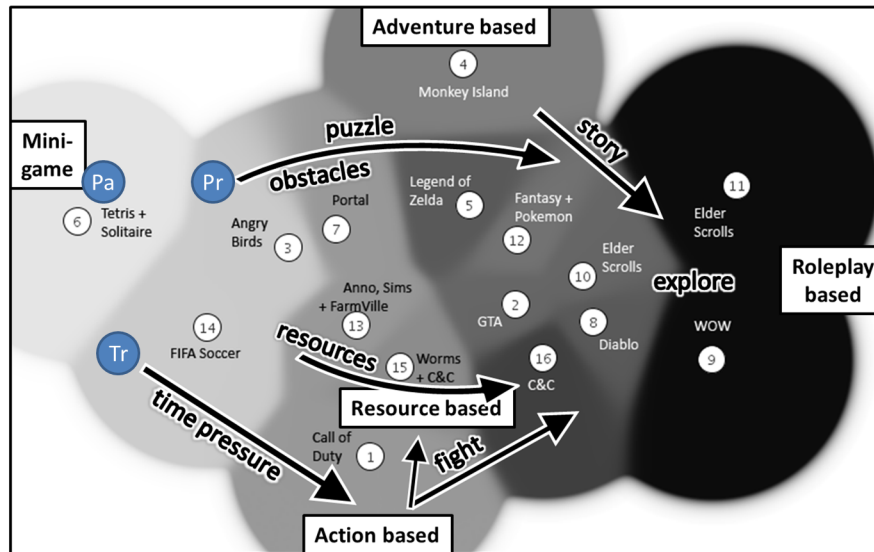 Adventure based
4
Monkey Island
Mini-
game
puzzle
story
Pa
Pr
obstacles
Legend of
Zelda
5
Fantasy +
Pokemon
12
11
Elder
Scrolls
6
Tetris +
Solitaire
Angry
Birds
3
Portal
7
Elder
Scrolls
10
explore
Roleplay
based
Anno, Sims
+ FarmVille
13
GTA
2
8
Diablo
WOW
9
14
FIFA Soccer
Tr
resources
15
Worms
+ C&C
16
C&C
Resource based
time pressure
Call of
Duty
1
fight
Action based